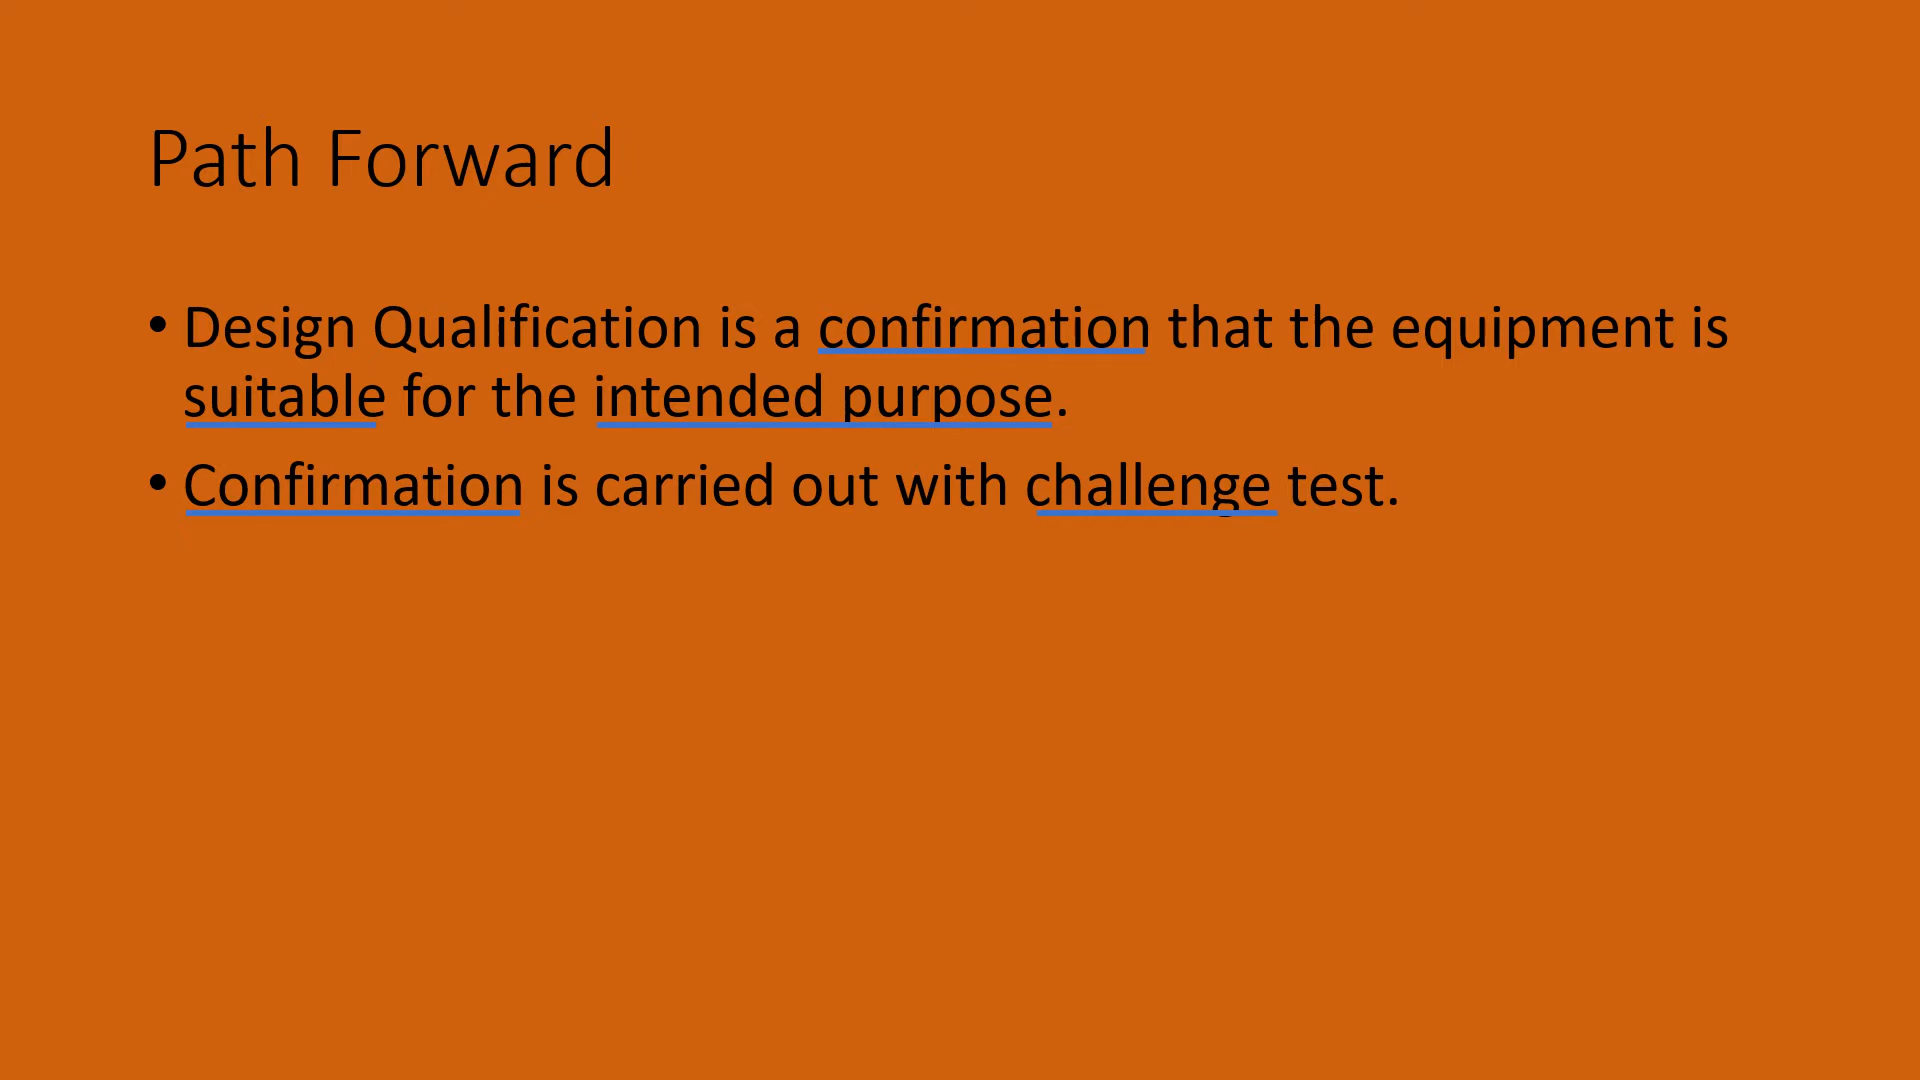 Path Forward
• Design Qualification is a confirmation that the equipment is
suitable for the intended purpose.
• Confirmation is carried out with challenge test.